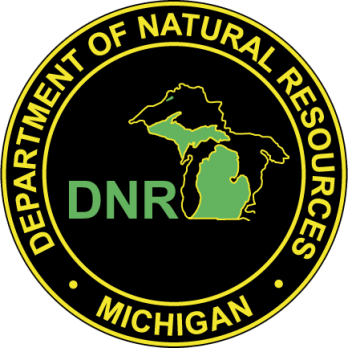 DEPARTMENT OF NATURAL RESOURCES
DNR
• MICHIGAN •